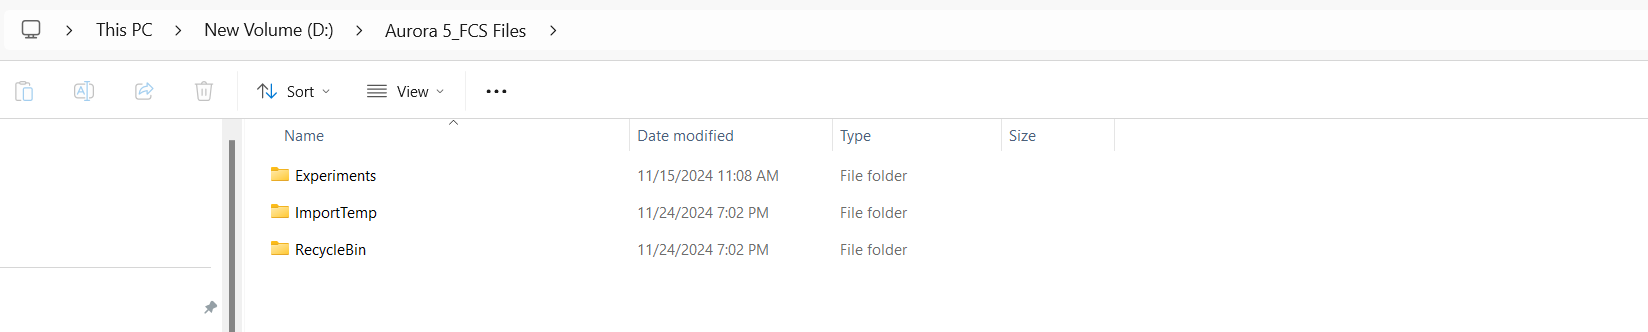 This PC New Volume (D:) Aurora 5_FCS Files
Sort View
Name Date modified Type Size
Experiments 11/15/2024 11:08 AM File folder
ImportTemp 11/24/2024 7:02 PM File folder
RecycleBin 11/24/2024 7:02 PM File folder